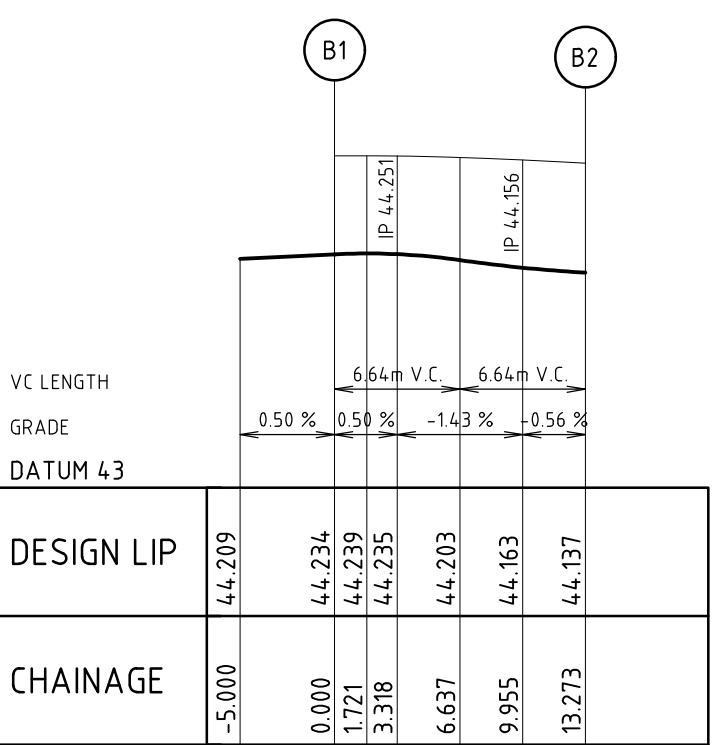 B1
B2
IP 44.251
IP 44.156
VC LENGTH
6.64m V.C.
6.64m V.C.
GRADE
0.50 %
0.50 %
-1.43 %
-0.56 %
DATUM 43
DESIGN LIP
44.209
44.234
44.239
44.235
44.203
44.163
44.137
CHAINAGE
-5.000
0.000
1.721
3.318
6.637
9.955
13.273